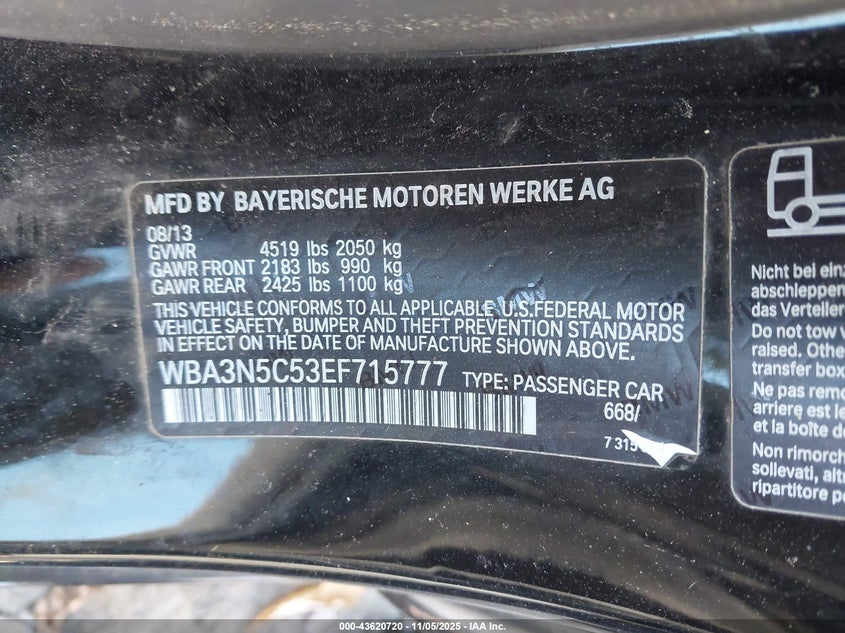 MFD BY BAYERISCHE MOTOREN WERKE AG
08/13
GVWR 4519 lbs 2050 kg
GAWR FRONT 2183 lbs 990 kg
GAWR REAR 2425 lbs 1100 kg
THIS VEHICLE CONFORMS TO ALL APPLICABLE U.S.FEDERAL MOTOR
VEHICLE SAFETY, BUMPER AND THEFT PREVENTION STANDARDS
IN EFFECT ON THE DATE OF MANUFACTURE SHOWN ABOVE.
WBA3N5C53EF715777 TYPE: PASSENGER CAR
668/
7 315
Nicht bei
abschleppen
das Verteiler
Do not tow
raised. Other
transfer box
Ne pas
arriere est le
et la boîte
Non rimorch
sollevati,
ripartitore
000-43620720 - 11/05/2025 - IAA Inc.